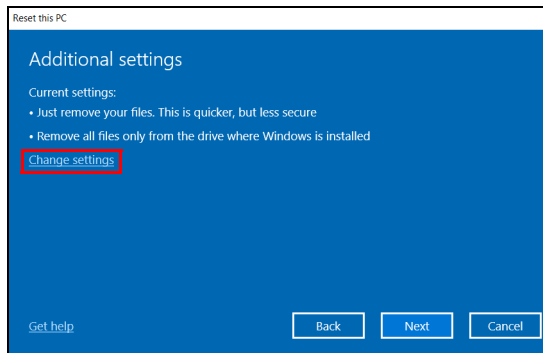 Reset this PC
Additional settings
Current settings:
• Just remove your files. This is quicker, but less secure
• Remove all files only from the drive where Windows is installed
Change settings
Get help
Back
Next
Cancel